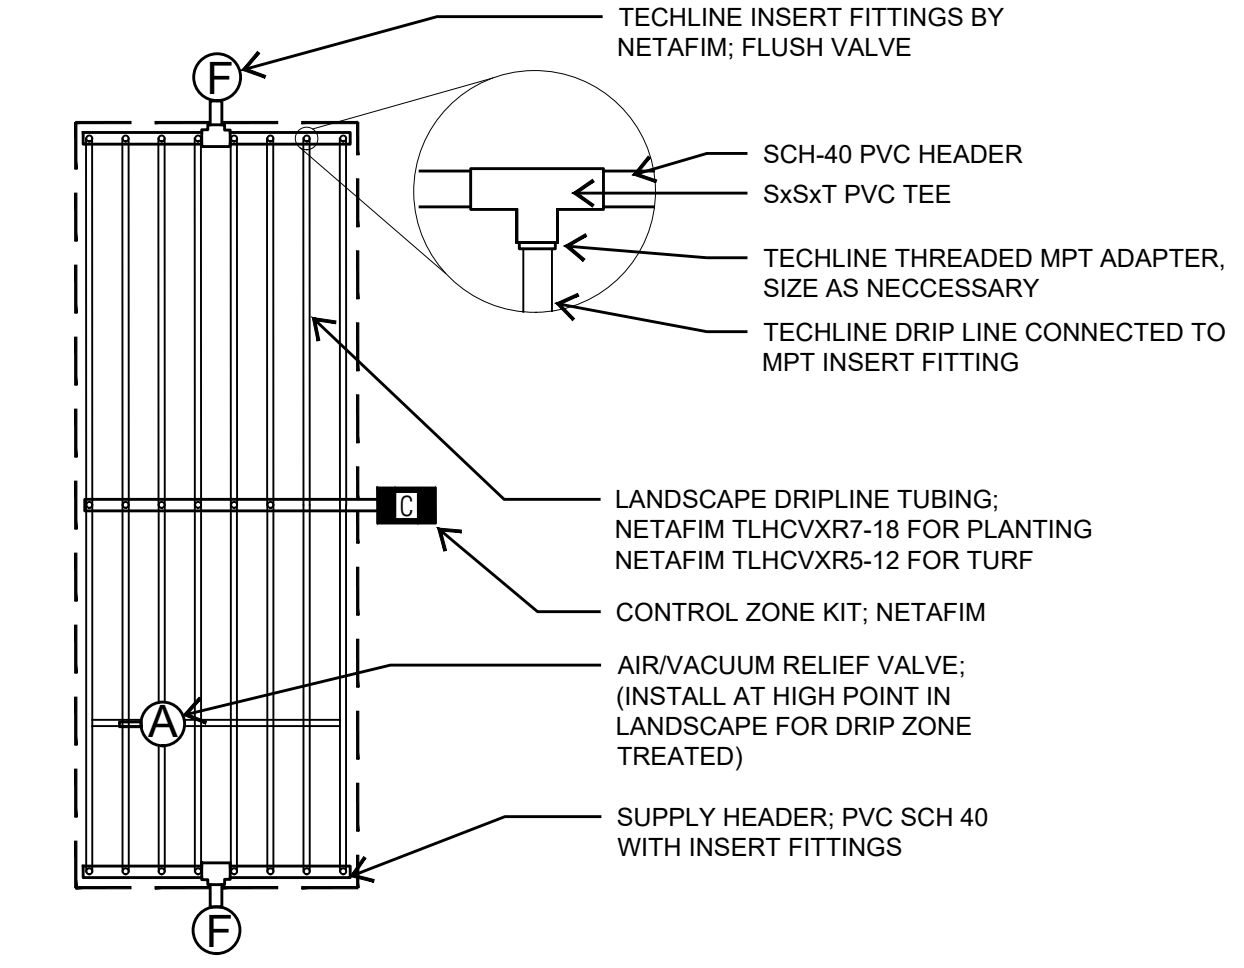 TECHLINE INSERT FITTINGS BY
NETAFIM; FLUSH VALVE
F
SCH-40 PVC HEADER
SxSxT PVC TEE
TECHLINE THREADED MPT ADAPTER,
SIZE AS NECCESSARY
TECHLINE DRIP LINE CONNECTED TO
MPT INSERT FITTING
LANDSCAPE DRIPLINE TUBING;
NETAFIM TLHCVXR7-18 FOR PLANTING
NETAFIM TLHCVXR5-12 FOR TURF
C
CONTROL ZONE KIT; NETAFIM
AIR/VACUUM RELIEF VALVE;
(INSTALL AT HIGH POINT IN
LANDSCAPE FOR DRIP ZONE
TREATED)
A
SUPPLY HEADER; PVC SCH 40
WITH INSERT FITTINGS
F